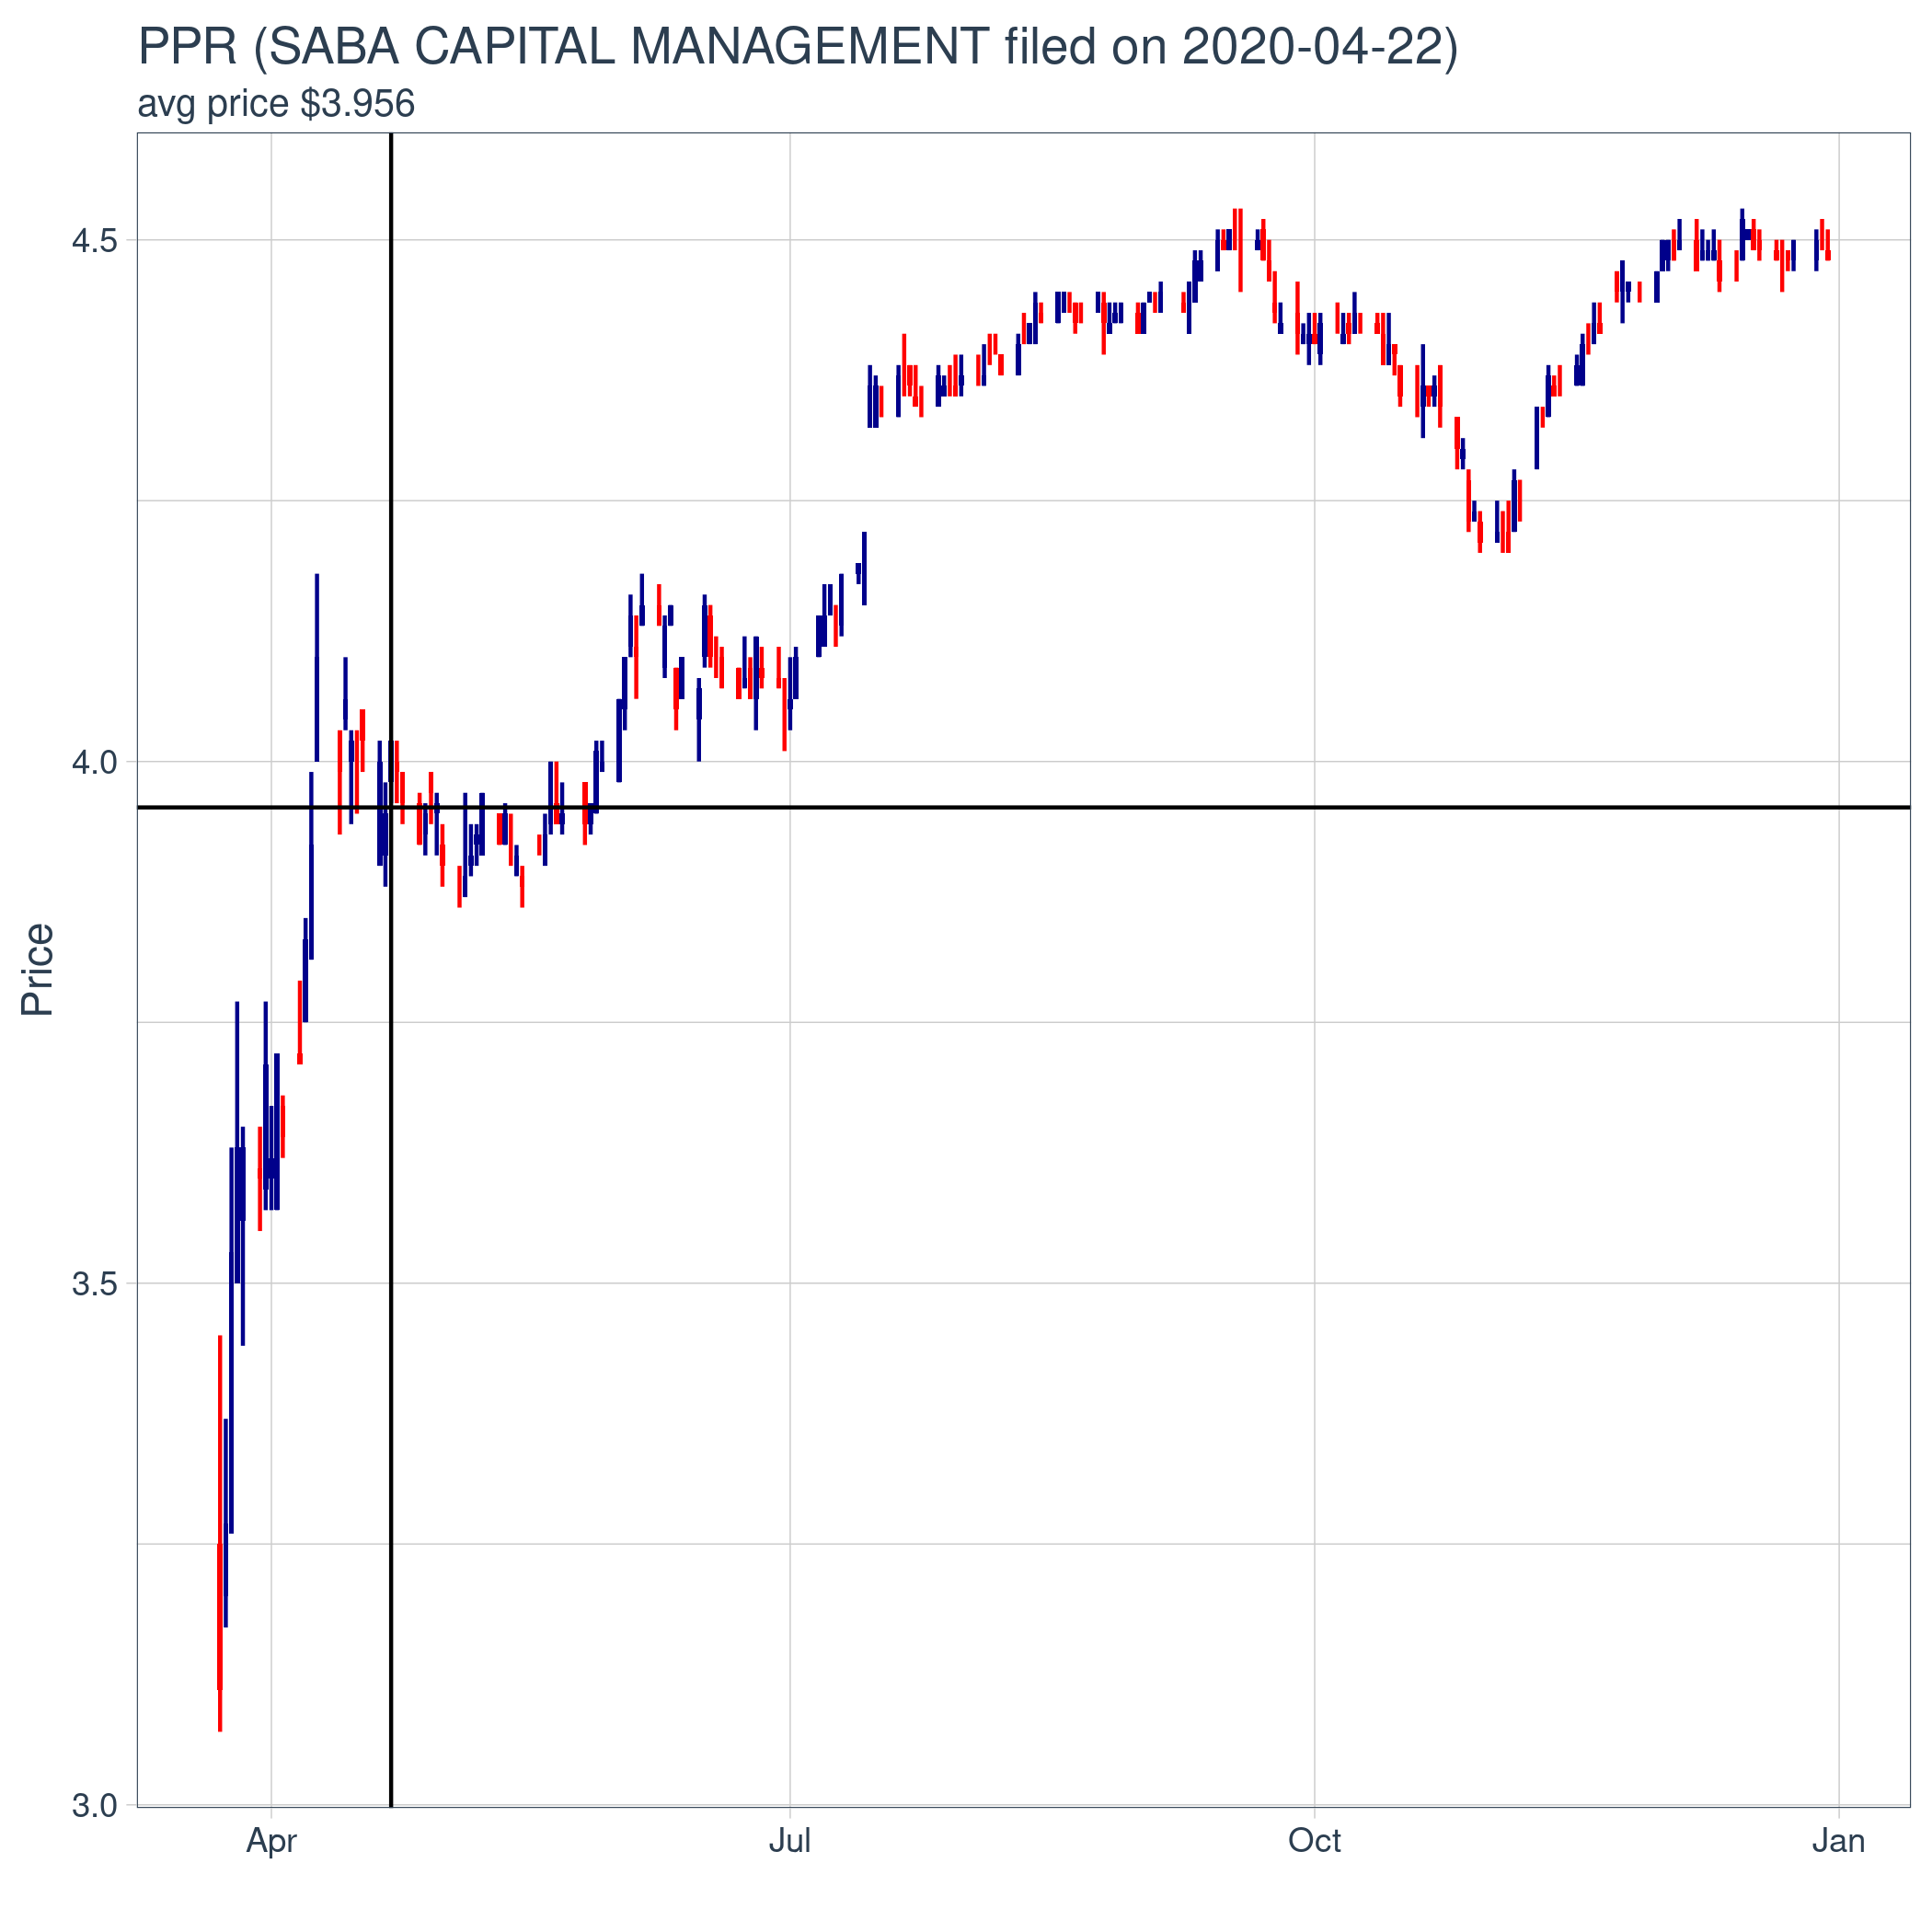 PPR (SABA CAPITAL MANAGEMENT filed on 2020-04-22)
avg price $3.956
4.5
4.0
Price
3.5
3.0
Apr Jul Oct Jan